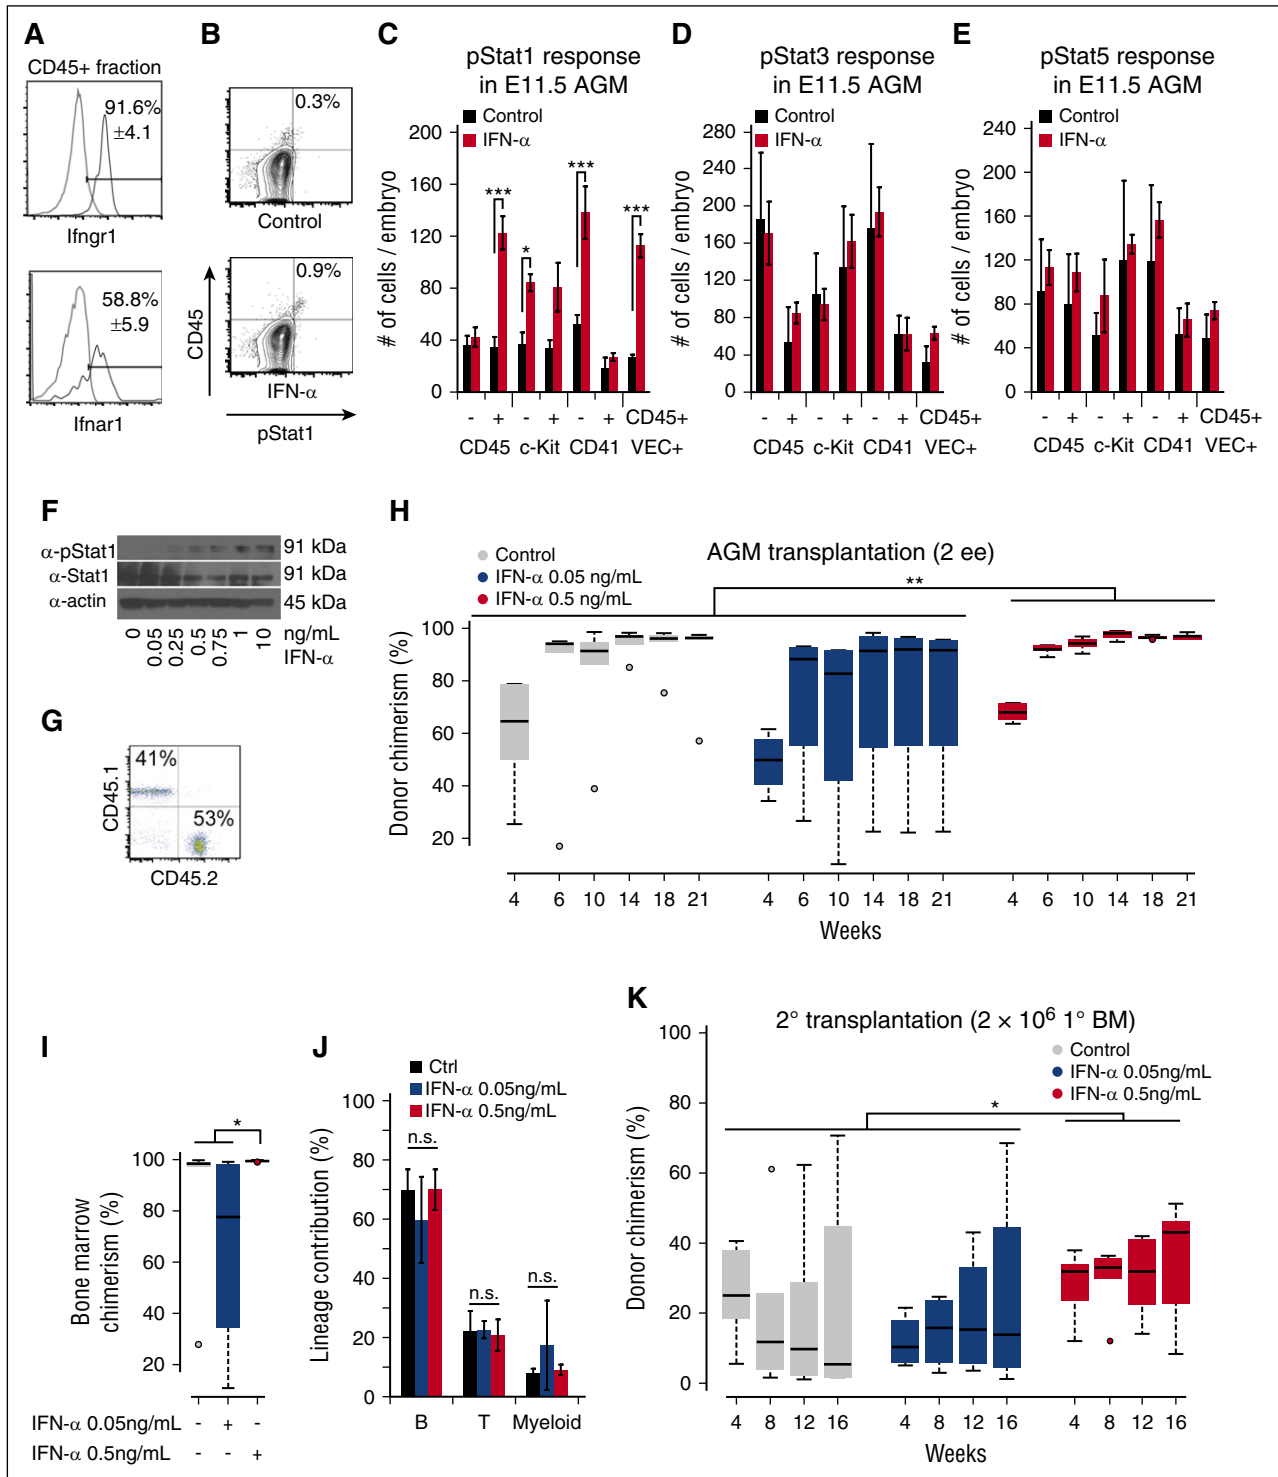 A
CD45+ fraction
91.6%
±4.1
Ifngr1
58.8%
±5.9
Ifnar1
B
0.3%
Control
0.9%
IFN-α
CD45
pStat1
C
pStat1 response
in E11.5 AGM
Control
IFN-α
# of cells / embryo
200
160
120
80
40
0
***
*
***
***
- + - + - + CD45+
CD45 c-Kit CD41 VEC+
D
pStat3 response
in E11.5 AGM
Control
IFN-α
# of cells / embryo
280
240
200
160
120
80
40
0
- + - + - + CD45+
CD45 c-Kit CD41 VEC+
E
pStat5 response
in E11.5 AGM
Control
IFN-α
# of cells / embryo
240
200
160
120
80
40
0
- + - + - + CD45+
CD45 c-Kit CD41 VEC+
F
α-pStat1 91 kDa
α-Stat1 91 kDa
α-actin 45 kDa
0 0.05 0.25 0.5 0.75 1 10 ng/mL
IFN-α
G
41%
53%
CD45.1
CD45.2
H
AGM transplantation (2 ee)
Control
IFN-α 0.05 ng/mL
IFN-α 0.5 ng/mL
**
Donor chimerism (%)
100
80
60
40
20
4 6 10 14 18 21 4 6 10 14 18 21 4 6 10 14 18 21
Weeks
I
*
Bone marrow
chimerism (%)
100
80
60
40
20
IFN-α 0.05ng/mL - + -
IFN-α 0.5ng/mL - - +
J
Ctrl
IFN-α 0.05ng/mL
IFN-α 0.5ng/mL
Lineage contribution (%)
100
80
60
40
20
0
n.s.
n.s.
n.s.
B T Myeloid
K
2° transplantation (2 × 10⁶ 1° BM)
Control
IFN-α 0.05ng/mL
IFN-α 0.5ng/mL
*
Donor chimerism (%)
100
80
60
40
20
0
4 8 12 16 4 8 12 16 4 8 12 16
Weeks